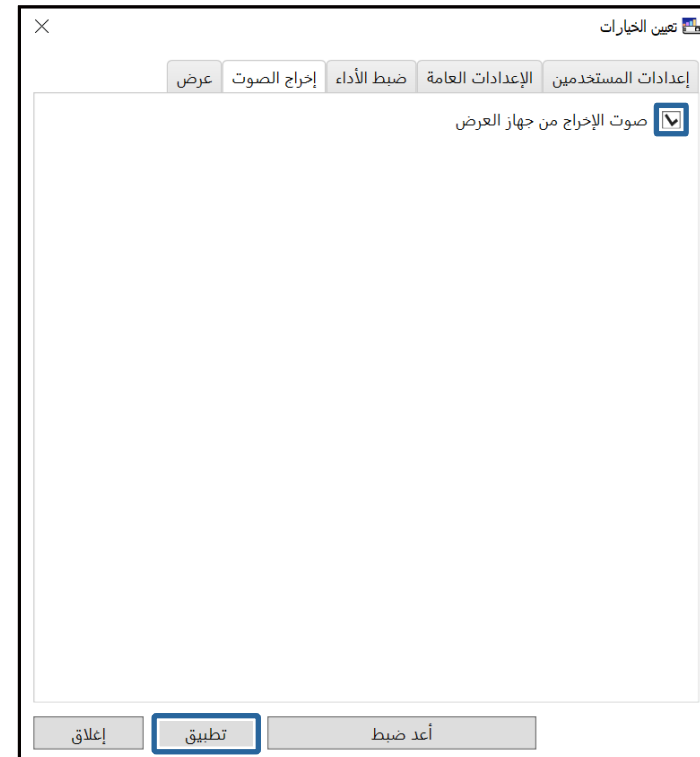 تعيين الخيارات
إعدادات المستخدمين الإعدادات العامة ضبط الأداء إخراج الصوت عرض
صوت الإخراج من جهاز العرض
أعد ضبط تطبيق إغلاق